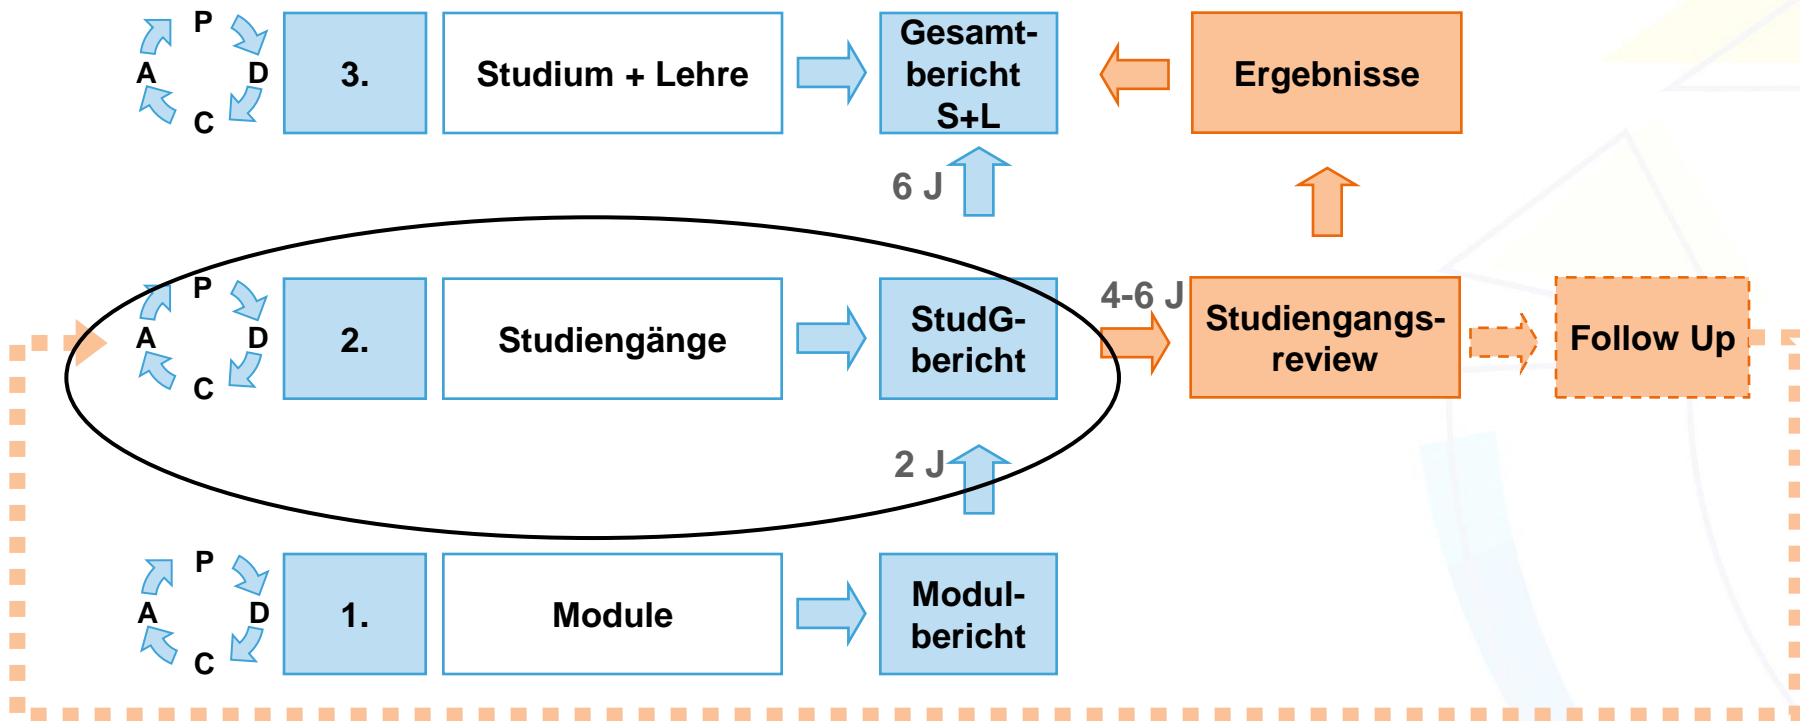 P
A D
C
3.
Studium + Lehre
Gesamt-
bericht
S+L
Ergebnisse
6 J
P
A D
C
2.
Studiengänge
StudG-
bericht
4-6 J
Studiengangs-
review
Follow Up
2 J
P
A D
C
1.
Module
Modul-
bericht